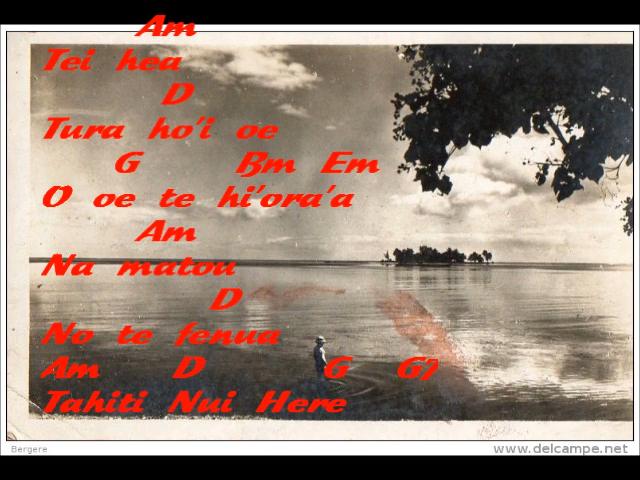 Am
Tei hea
D
Tura ho'i oe
G Bm Em
O oe te hi'ora'a
Am
Na matou
D
No te fenua
Am D G G7
Tahiti Nui Here
Bergere
www.delcampe.net